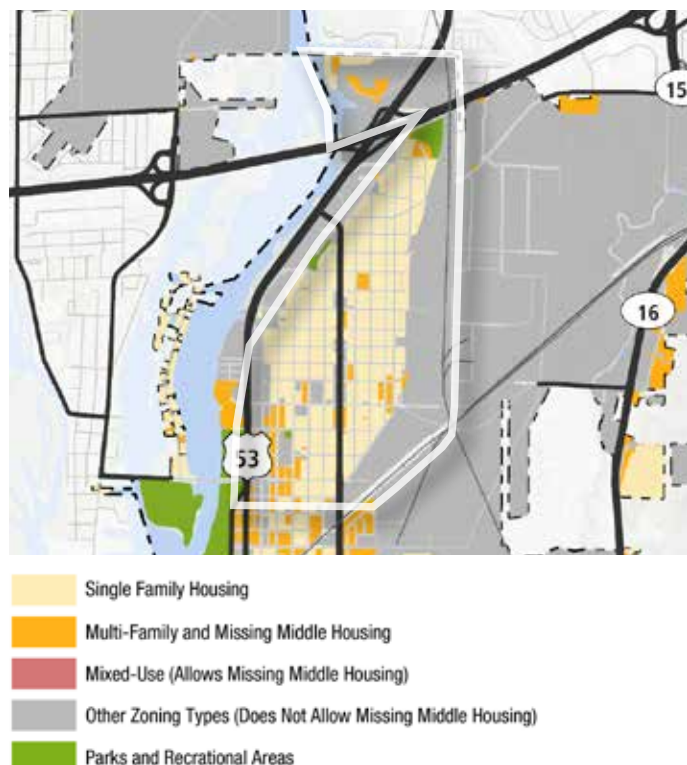 15
16
53
Single Family Housing
Multi-Family and Missing Middle Housing
Mixed-Use (Allows Missing Middle Housing)
Other Zoning Types (Does Not Allow Missing Middle Housing)
Parks and Recrational Areas